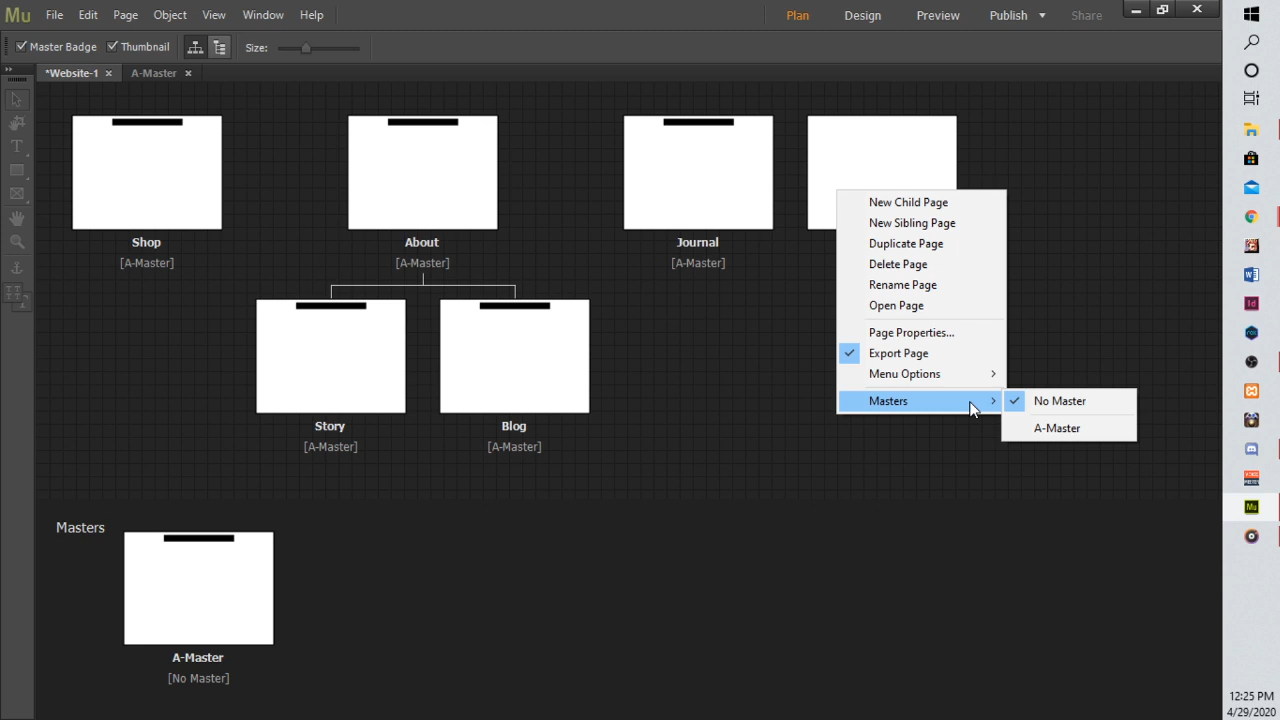 Mu File Edit Page Object View Window Help Plan Design Preview Publish Share
Master Badge Thumbnail Size:
*Website-1 A-Master
Shop
[A-Master]
About
[A-Master]
Journal
[A-Master]
Story
[A-Master]
Blog
[A-Master]
New Child Page
New Sibling Page
Duplicate Page
Delete Page
Rename Page
Open Page
Page Properties...
Export Page
Menu Options
Masters
No Master
A-Master
Masters
A-Master
[No Master]
Mu
12:25 PM
4/29/2020